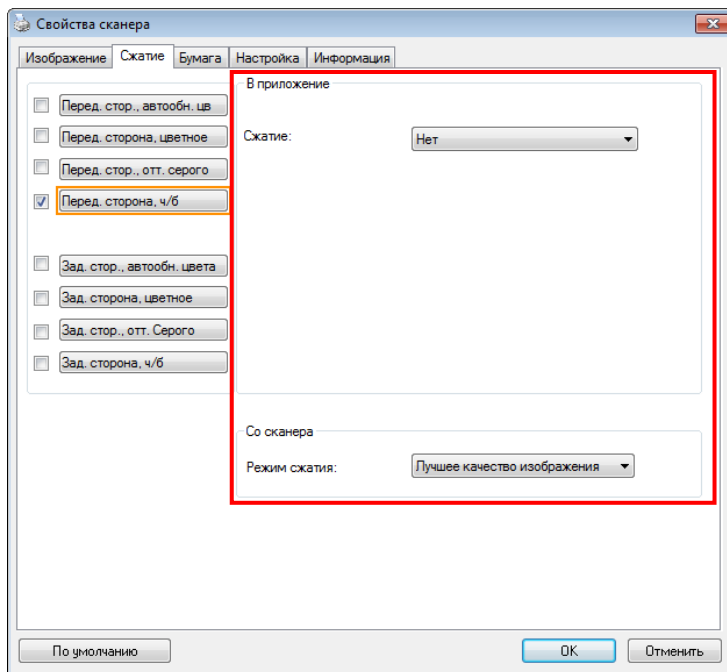 Свойства сканера
Изображение Сжатие Бумага Настройка Информация
Перед. стор., автообн. цв
Перед. сторона, цветное
Перед. стор., отт. серого
Перед. сторона, ч/б
Зад. стор., автообн. цвета
Зад. сторона, цветное
Зад. стор., отт. Серого
Зад. сторона, ч/б
В приложение
Сжатие: Нет
Со сканера
Режим сжатия: Лучшее качество изображения
По умолчанию OK Отменить